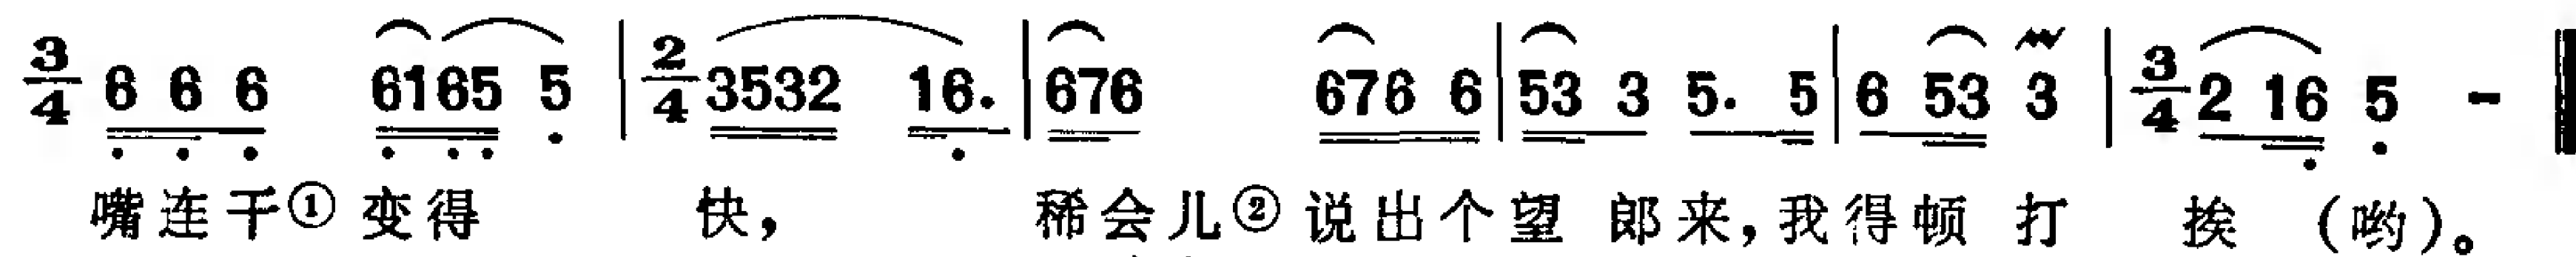 3/4 6 6 6 6165 5 | 2/4 3532 16. | 676 676 6 | 53 3 5. 5 | 6 53 3 | 3/4 2 16 5 -
嘴连干① 变得 快， 稀会儿② 说出个望 郎来，我得顿 打 挨 （哟）。